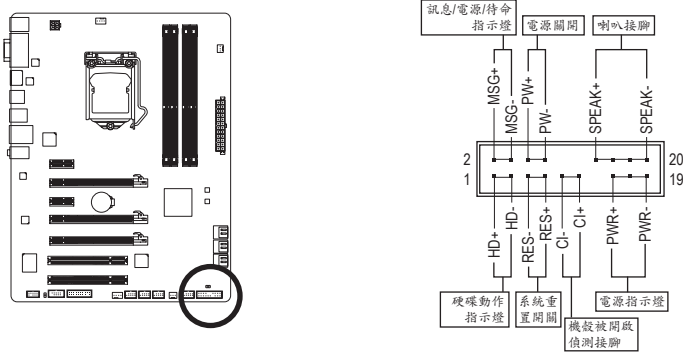 訊息/電源/待命
指示燈
電源開關
喇叭接腳
MSG+
MSG-
PW+
PW-
SPEAK+
SPEAK-
2
20
1
19
HD+
HD-
RES-
RES+
CI-
CI+
PWR+
PWR-
硬碟動作
指示燈
系統重
置開關
機殼被開啟
偵測接腳
電源指示燈